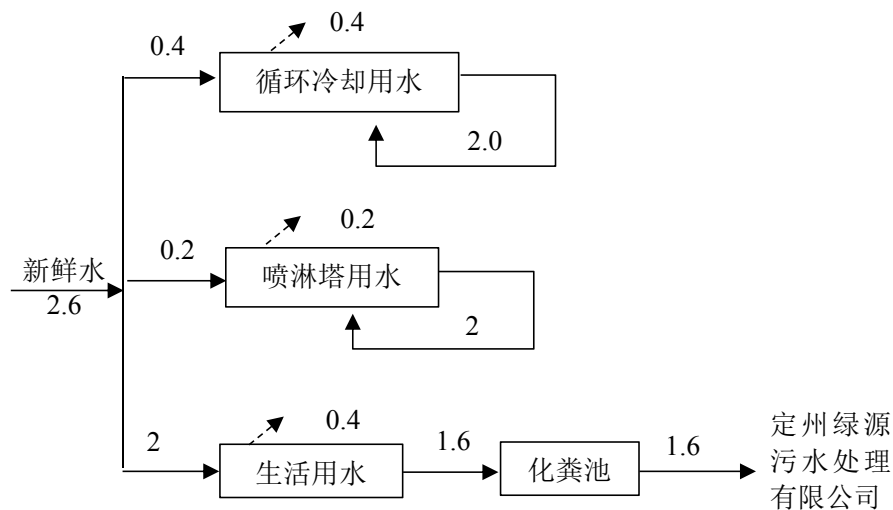 0.4
0.4
循环冷却用水
2.0
0.2
0.2
新鲜水
喷淋塔用水
2.6
2
0.4
2
生活用水
1.6
化粪池
1.6
定州绿源
污水处理
有限公司